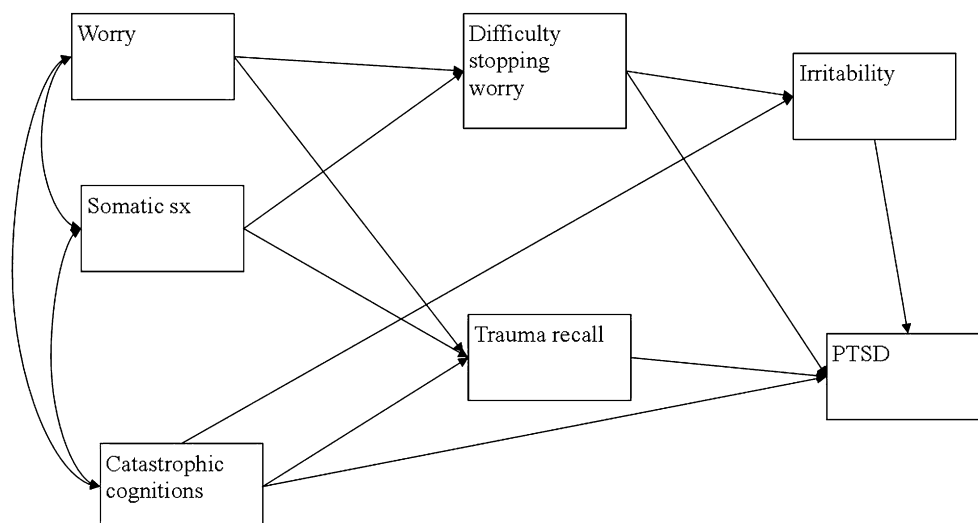 Worry
Difficulty
stopping
worry
Irritability
Somatic sx
Trauma recall
PTSD
Catastrophic
cognitions